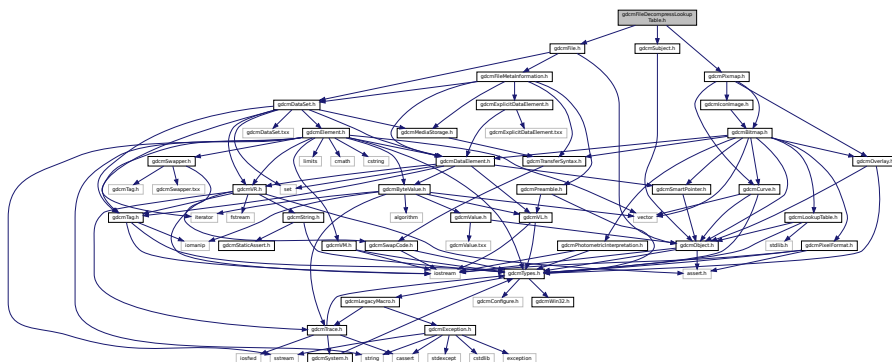 gdcmFileDecompressLookup
Table.h
gdcmFile.h
gdcmSubject.h
gdcmPixmap.h
gdcmFileMetaInformation.h
gdcmDataSet.h
gdcmExplicitDataElement.h
gdcmIconImage.h
gdcmDataSet.txx
gdcmElement.h
gdcmMediaStorage.h
gdcmExplicitDataElement.txx
gdcmBitmap.h
gdcmSwapper.h
limits
cmath
cstring
gdcmDataElement.h
gdcmTransferSyntax.h
gdcmOverlay.h
gdcmTag.h
gdcmSwapper.txx
gdcmVR.h
set
gdcmByteValue.h
gdcmPreamble.h
gdcmSmartPointer.h
gdcmCurve.h
gdcmTag.h
iterator
fstream
gdcmString.h
algorithm
gdcmValue.h
gdcmVL.h
vector
gdcmLookupTable.h
iomanip
gdcmStaticAssert.h
gdcmVM.h
gdcmSwapCode.h
gdcmValue.txx
gdcmPhotometricInterpretation.h
gdcmObject.h
stdlib.h
gdcmPixelFormat.h
iostream
gdcmTypes.h
assert.h
gdcmLegacyMacro.h
gdcmConfigure.h
gdcmWin32.h
gdcmTrace.h
gdcmException.h
iosfwd
sstream
gdcmSystem.h
string
cassert
stdexcept
cstdlib
exception